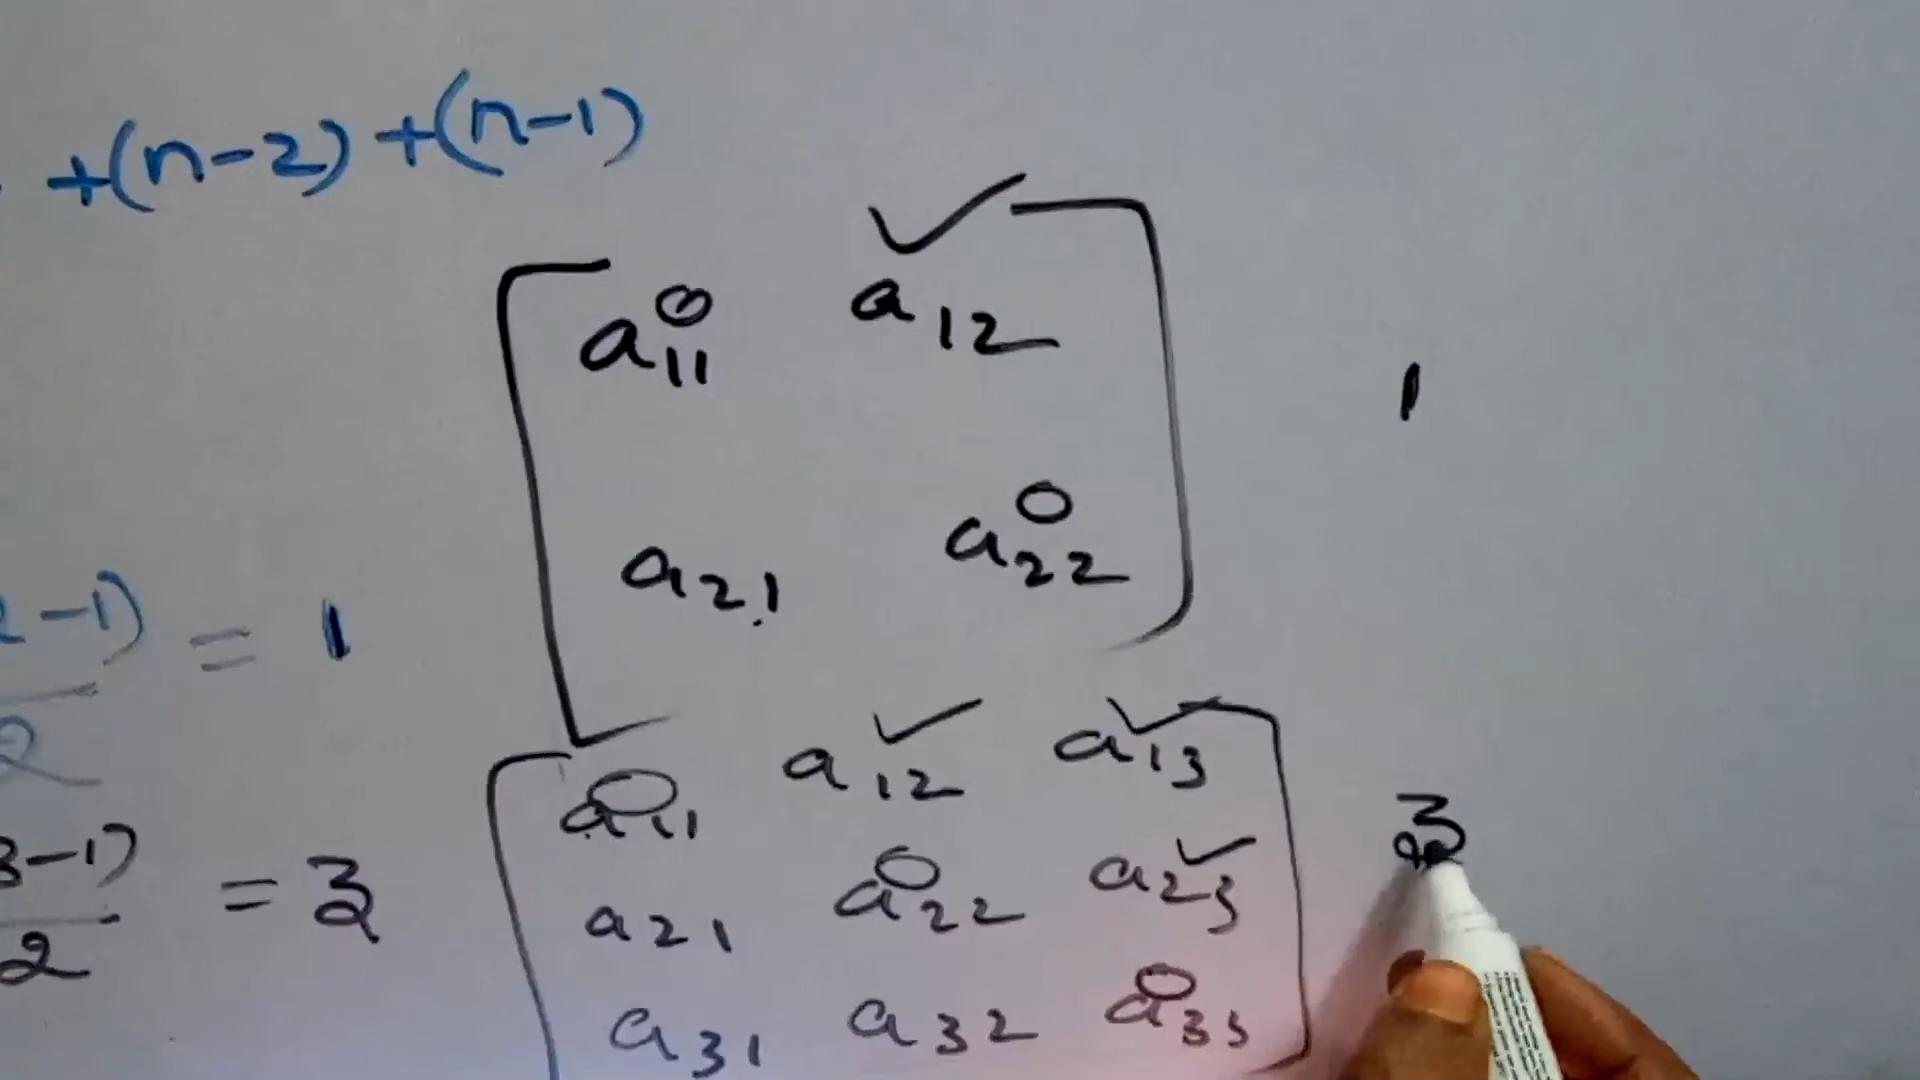 +(n-2) +(n-1)
a11 a12
1
a21 a22
-1)
= 1
2
a11 a12 a13
3
3-1)
= 3
2
a21 a22 a23
a31 a32 a33